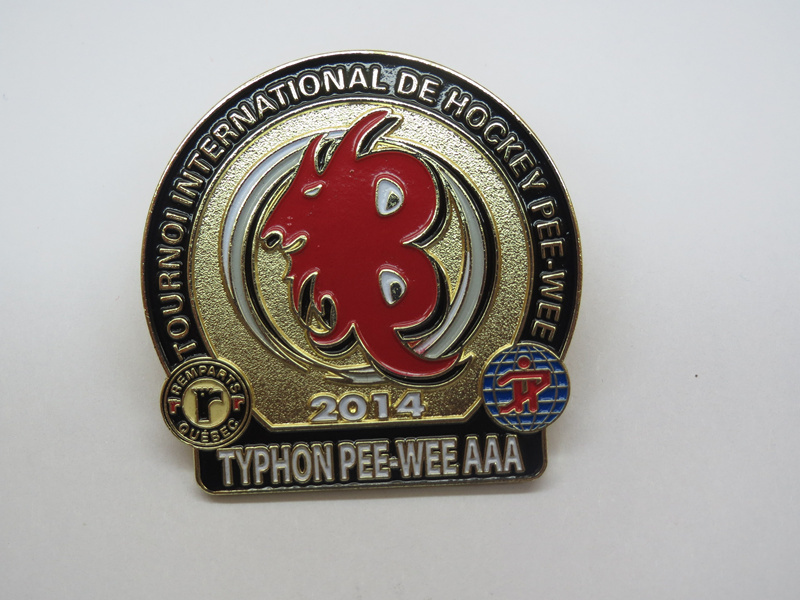 TOURNOI INTERNATIONAL DE HOCKEY PEE-WEE
2014
REMPARTS
r
QUÉBEC
TYPHON PEE-WEE AAA